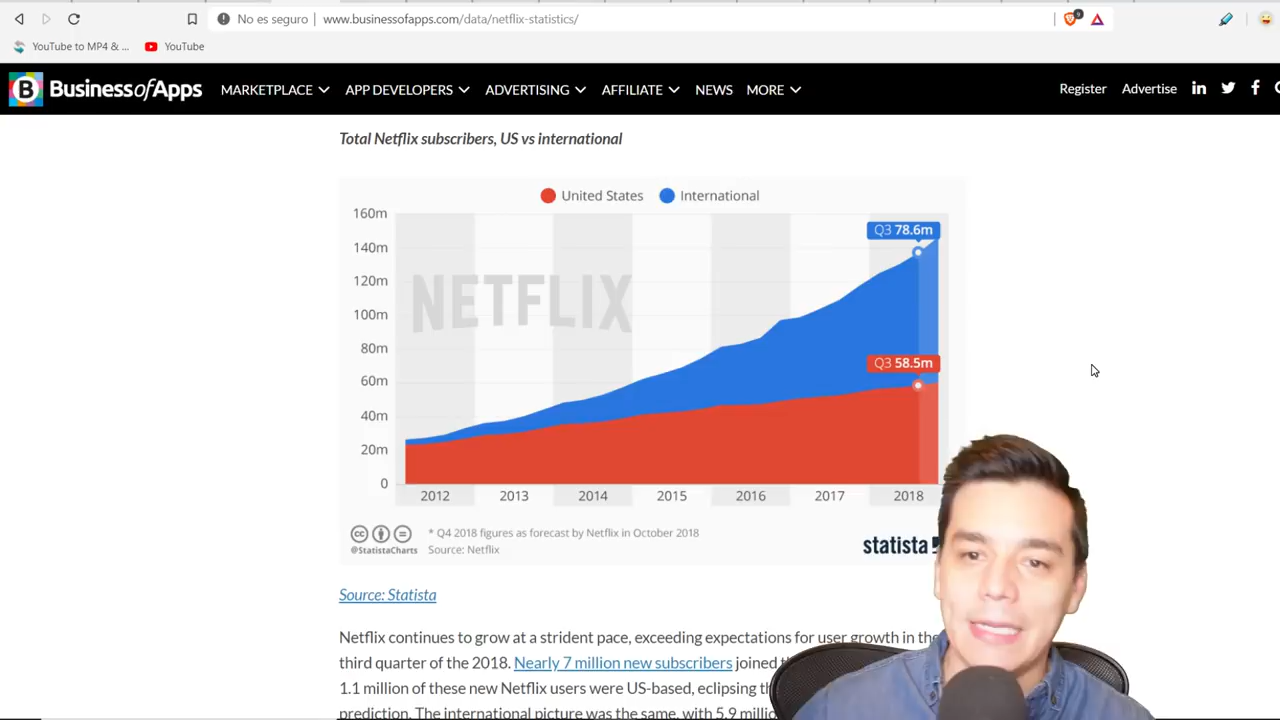 No es seguro www.businessofapps.com/data/netflix-statistics/
YouTube to MP4 & ... YouTube
B BusinessofApps MARKETPLACE APP DEVELOPERS ADVERTISING AFFILIATE NEWS MORE Register Advertise
Total Netflix subscribers, US vs international
United States International
160m
Q3 78.6m
140m
NETFLIX
120m
100m
80m
Q3 58.5m
60m
40m
20m
0
2012 2013 2014 2015 2016 2017 2018
* Q4 2018 figures as forecast by Netflix in October 2018
@StatistaCharts Source: Netflix
statista
Source: Statista
Netflix continues to grow at a strident pace, exceeding expectations for user growth in the
third quarter of the 2018. Nearly 7 million new subscribers joined
1.1 million of these new Netflix users were US-based, eclipsing
prediction. The international picture was the same, with 5.9